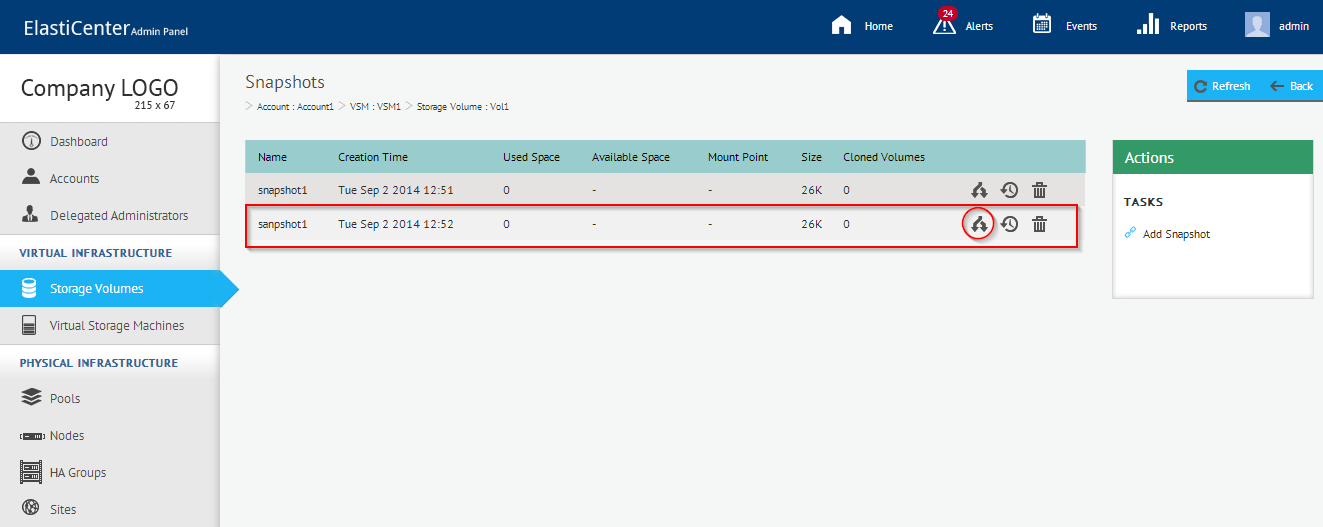 ElastiCenter Admin Panel
Home
24
Alerts
Events
Reports
admin
Company LOGO
215 x 67
Dashboard
Accounts
Delegated Administrators
VIRTUAL INFRASTRUCTURE
Storage Volumes
Virtual Storage Machines
PHYSICAL INFRASTRUCTURE
Pools
Nodes
HA Groups
Sites
Snapshots
Refresh
Back
> Account : Account1 > VSM : VSM1 > Storage Volume : Vol1
Name Creation Time Used Space Available Space Mount Point Size Cloned Volumes
snapshot1 Tue Sep 2 2014 12:51 0 - - 26K 0
sanpshot1 Tue Sep 2 2014 12:52 0 - - 26K 0
Actions
TASKS
Add Snapshot